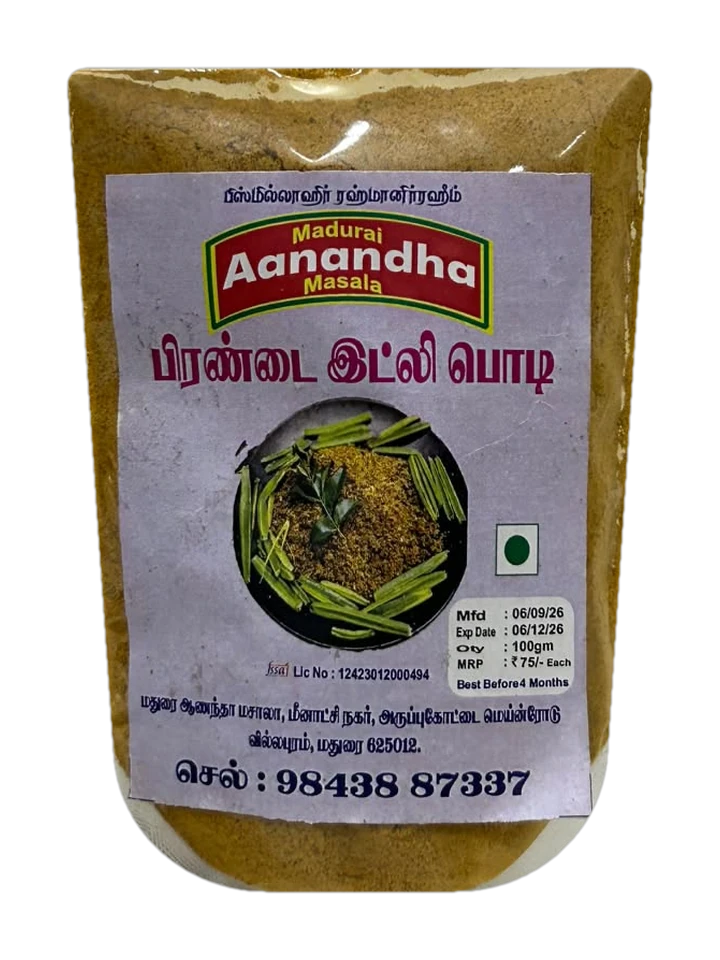 பிஸ்மில்லாஹிர் ரஹ்மானிர்ரஹீம்
Madurai
Aanandha
Masala
பிரண்டை இட்லி பொடி
Mfd : 06/09/26
Exp Date : 06/12/26
Qty : 100gm
MRP : ₹ 75/- Each
Best Before4 Months
fssai Lic No : 12423012000494
மதுரை ஆனந்தா மசாலா, மீனாட்சி நகர், அருப்புகோட்டை மெய்ன்ரோடு
வில்லபுரம், மதுரை 625012.
செல் : 98438 87337